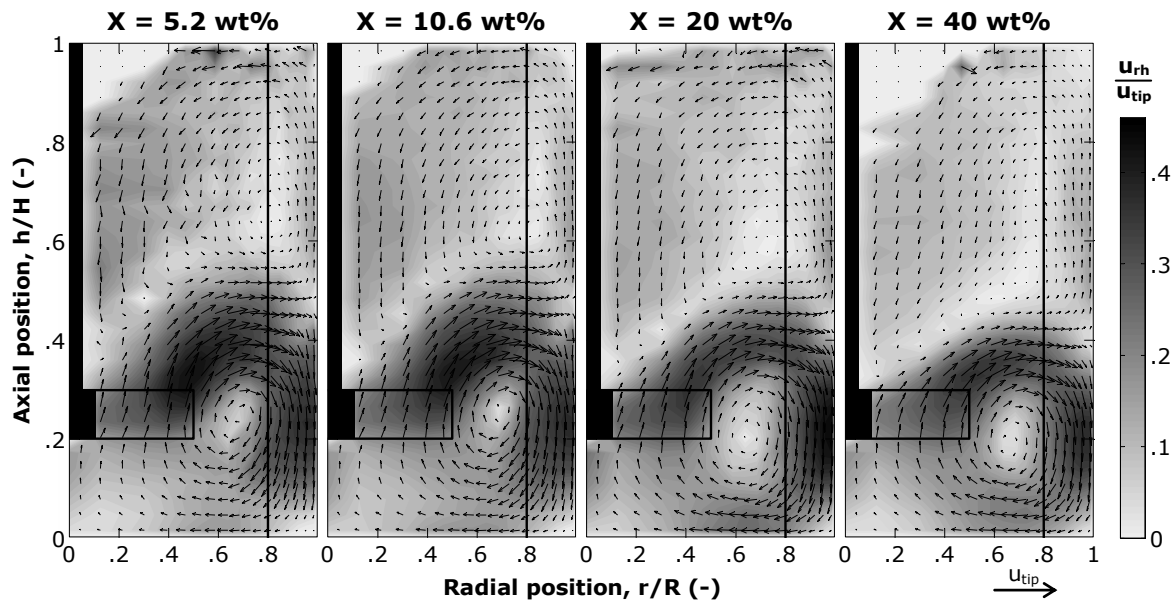 X = 5.2 wt%
X = 10.6 wt%
X = 20 wt%
X = 40 wt%
u_rh
u_tip
Axial position, h/H (-)
1
.8
.6
.4
.2
0
.4
.3
.2
.1
0
0 .2 .4 .6 .8
0 .2 .4 .6 .8
0 .2 .4 .6 .8
0 .2 .4 .6 .8 1
Radial position, r/R (-)
u_tip